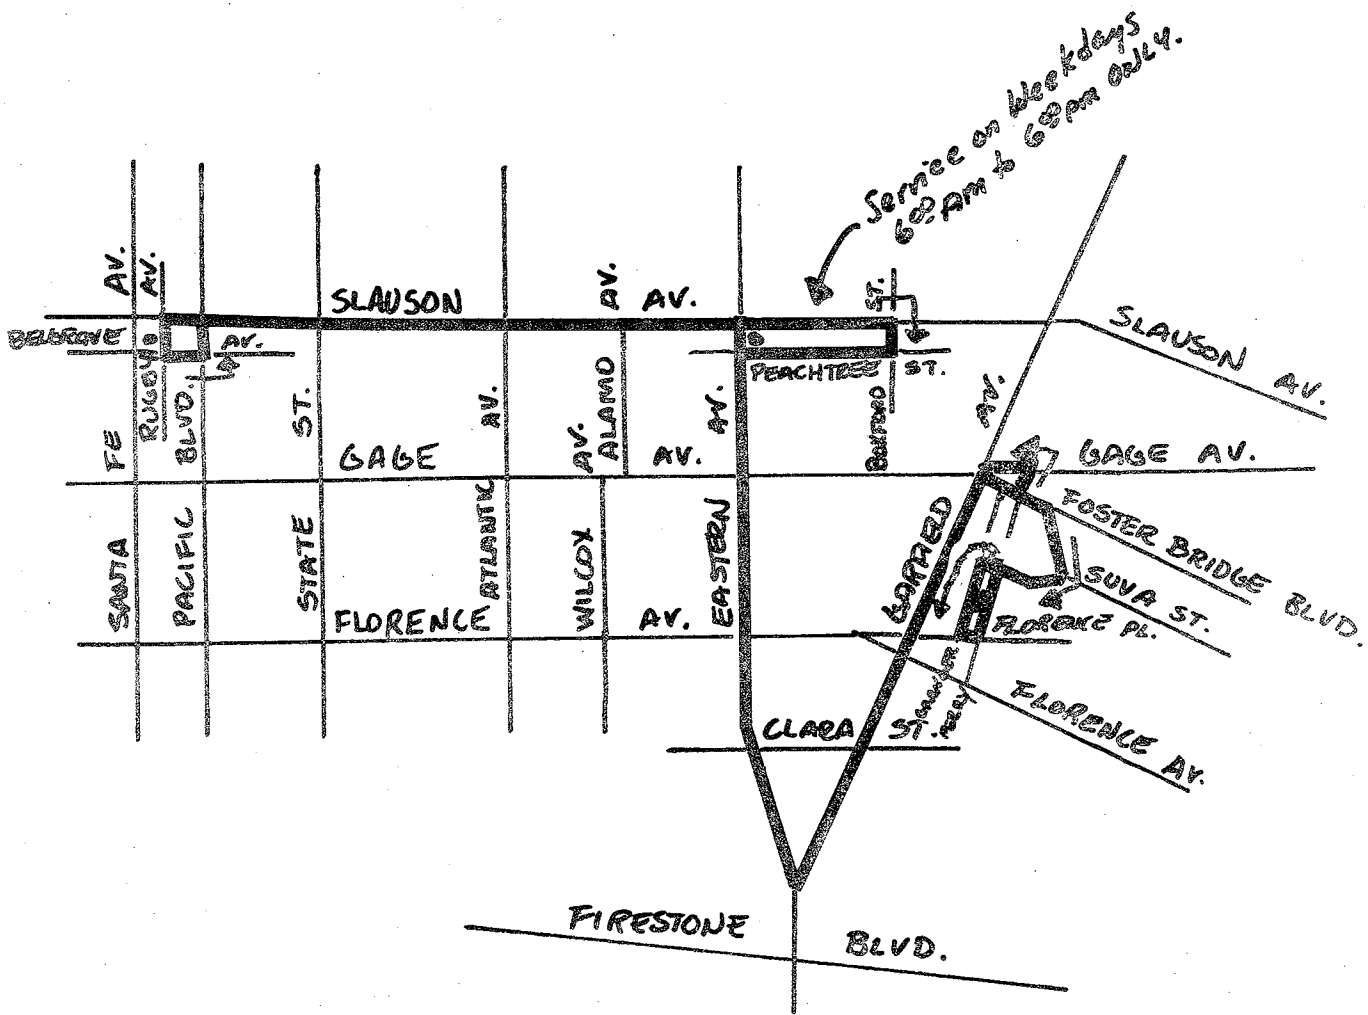 Service on Weekdays
6:00 AM to 6:00 pm ONLY.
SANTA FE AV.
RUGBY AV.
SLAUSON AV.
ALAMO AV.
ST.
BELGRAVE AV.
PACIFIC BLVD.
STATE ST.
ATLANTIC AV.
WILCOX AV.
EASTERN AV.
PEACHTREE ST.
BOXFORD
SLAUSON AV.
GAGE AV.
GARFIELD AV.
GAGE AV.
FOSTER BRIDGE BLVD.
SUVA ST.
FLORENCE AV.
FLORENCE PL.
FLORENCE AV.
PERRY
CLARA ST.
FIRESTONE BLVD.